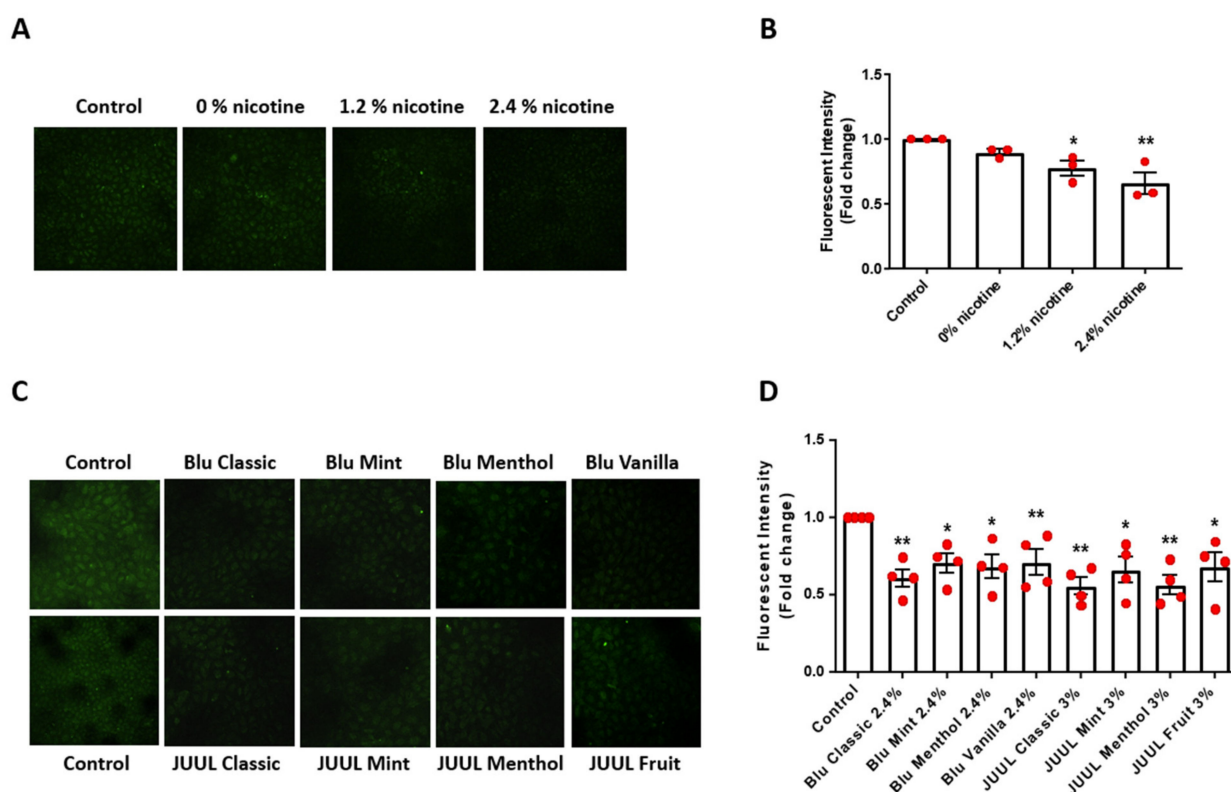 A
Control
0 % nicotine
1.2 % nicotine
2.4 % nicotine
B
Fluorescent Intensity
(Fold change)
1.5
1.0
0.5
0.0
*
**
Control
0% nicotine
1.2% nicotine
2.4% nicotine
C
Control
Blu Classic
Blu Mint
Blu Menthol
Blu Vanilla
Control
JUUL Classic
JUUL Mint
JUUL Menthol
JUUL Fruit
D
Fluorescent Intensity
(Fold change)
1.5
1.0
0.5
0.0
**
*
*
**
**
*
**
*
Control
Blu Classic 2.4%
Blu Mint 2.4%
Blu Menthol 2.4%
Blu Vanilla 2.4%
JUUL Classic 3%
JUUL Mint 3%
JUUL Menthol 3%
JUUL Fruit 3%